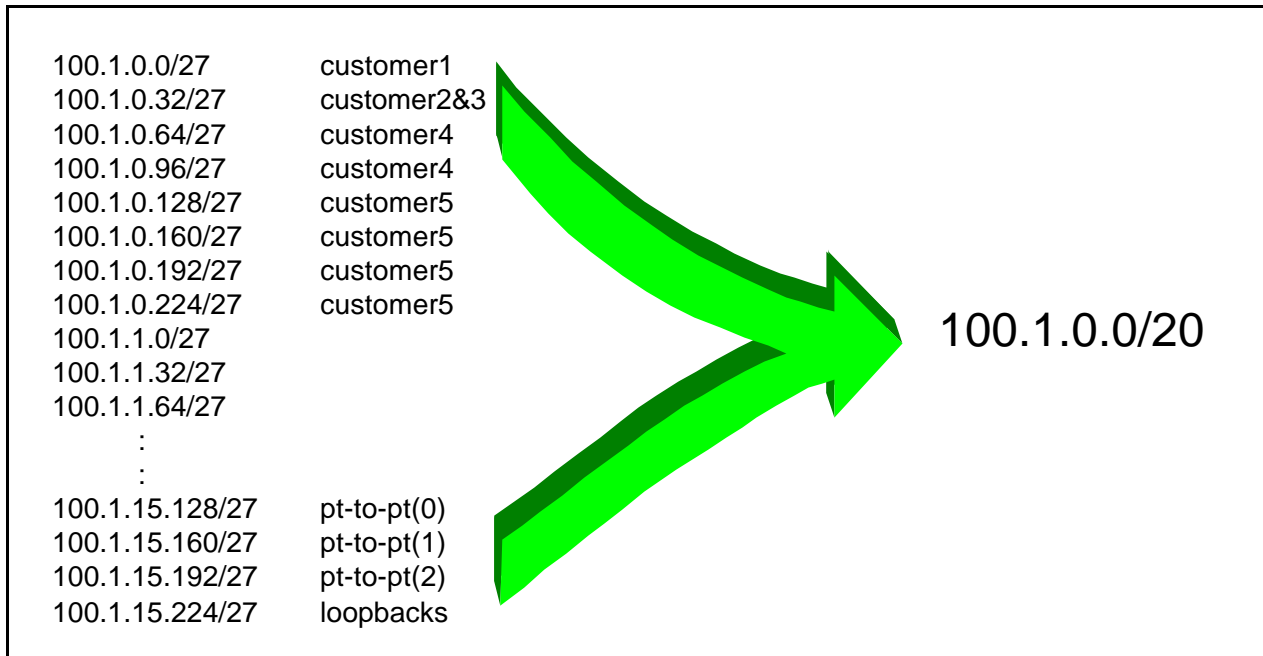 100.1.0.0/27 customer1
100.1.0.32/27 customer2&3
100.1.0.64/27 customer4
100.1.0.96/27 customer4
100.1.0.128/27 customer5
100.1.0.160/27 customer5
100.1.0.192/27 customer5
100.1.0.224/27 customer5
100.1.1.0/27
100.1.1.32/27
100.1.1.64/27
:
:
100.1.15.128/27 pt-to-pt(0)
100.1.15.160/27 pt-to-pt(1)
100.1.15.192/27 pt-to-pt(2)
100.1.15.224/27 loopbacks
100.1.0.0/20